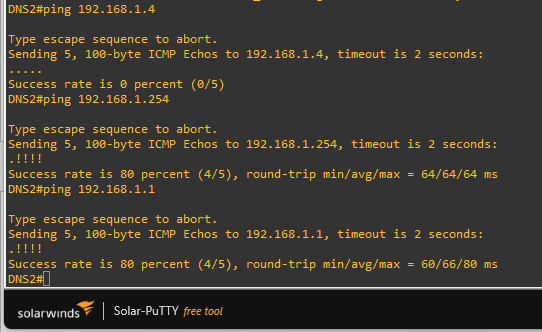 DNS2#ping 192.168.1.4
Type escape sequence to abort.
Sending 5, 100-byte ICMP Echos to 192.168.1.4, timeout is 2 seconds:
.....
Success rate is 0 percent (0/5)
DNS2#ping 192.168.1.254
Type escape sequence to abort.
Sending 5, 100-byte ICMP Echos to 192.168.1.254, timeout is 2 seconds:
.!!!!
Success rate is 80 percent (4/5), round-trip min/avg/max = 64/64/64 ms
DNS2#ping 192.168.1.1
Type escape sequence to abort.
Sending 5, 100-byte ICMP Echos to 192.168.1.1, timeout is 2 seconds:
.!!!!
Success rate is 80 percent (4/5), round-trip min/avg/max = 60/66/80 ms
DNS2#
solarwinds Solar-PuTTY free tool